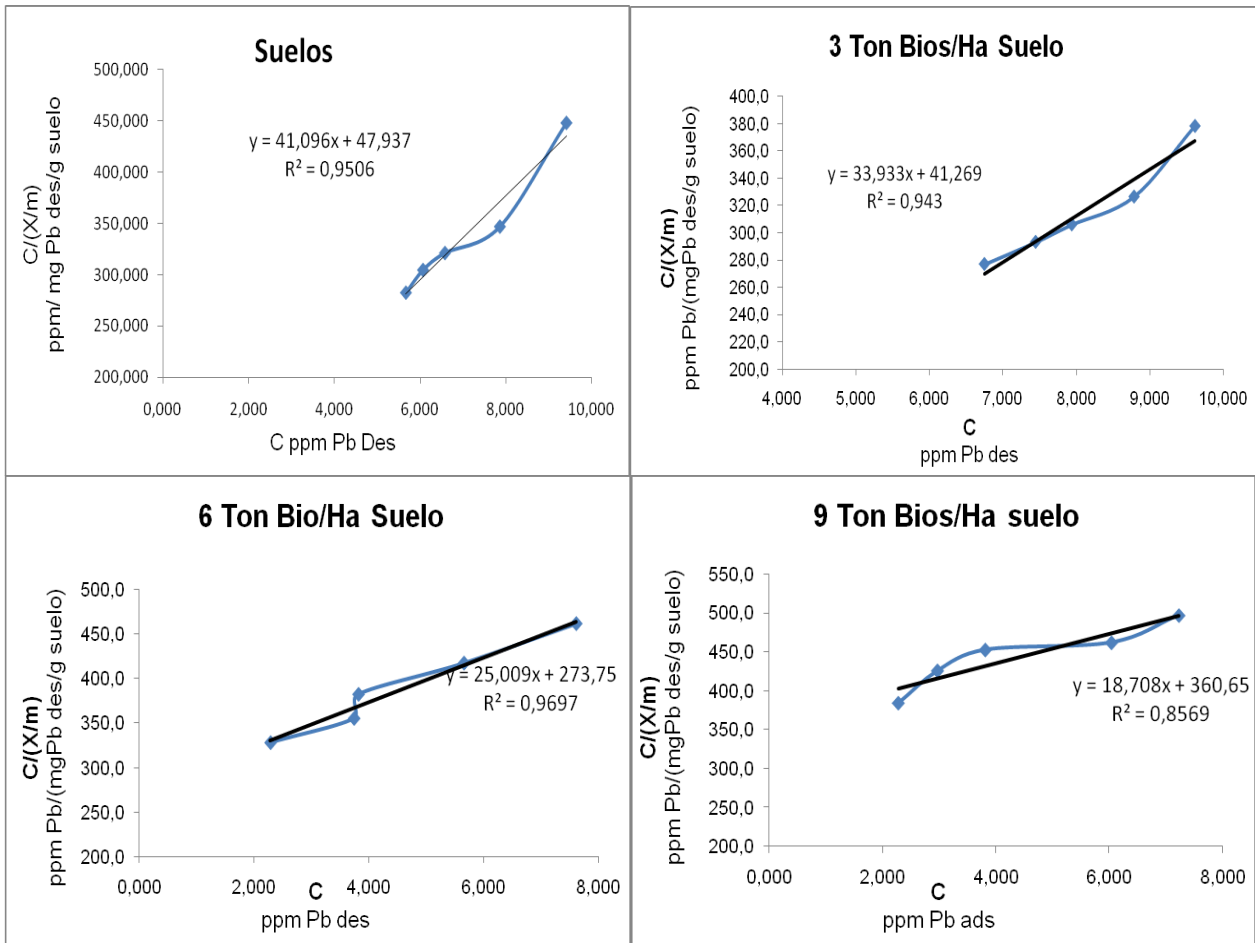 Suelos
C/(X/m)
ppm/ mg Pb des/g suelo
500,000
450,000
400,000
350,000
300,000
250,000
200,000
y = 41,096x + 47,937
R² = 0,9506
0,000 2,000 4,000 6,000 8,000 10,000
C ppm Pb Des
3 Ton Bios/Ha Suelo
C/(X/m)
ppm Pb/(mgPb des/g suelo)
400,0
380,0
360,0
340,0
320,0
300,0
280,0
260,0
240,0
220,0
200,0
y = 33,933x + 41,269
R² = 0,943
4,000 5,000 6,000 7,000 8,000 9,000 10,000
C
ppm Pb des
6 Ton Bio/Ha Suelo
C/(X/m)
ppm Pb/(mgPb des/g suelo)
500,0
450,0
400,0
350,0
300,0
250,0
200,0
y = 25,009x + 273,75
R² = 0,9697
0,000 2,000 4,000 6,000 8,000
C
ppm Pb des
9 Ton Bios/Ha suelo
C/(X/m)
ppm Pb/(mgPb des/g suelo)
550,0
500,0
450,0
400,0
350,0
300,0
250,0
200,0
y = 18,708x + 360,65
R² = 0,8569
0,000 2,000 4,000 6,000 8,000
C
ppm Pb ads